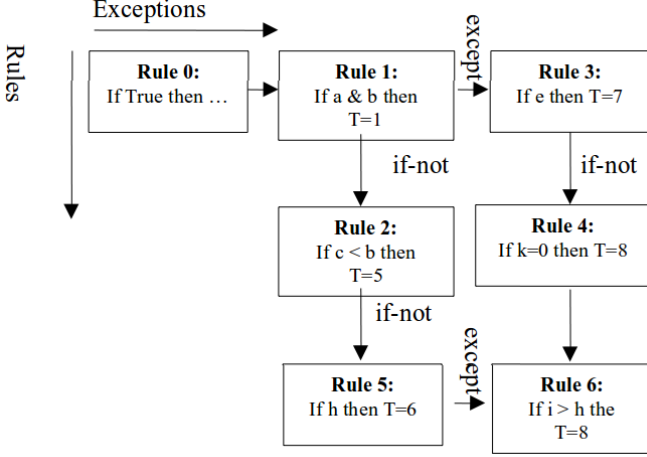 Exceptions
Rules
Rule 0:
If True then …
Rule 1:
If a & b then
T=1
except
Rule 3:
If e then T=7
if-not
if-not
Rule 2:
If c < b then
T=5
Rule 4:
If k=0 then T=8
if-not
except
Rule 5:
If h then T=6
Rule 6:
If i > h the
T=8